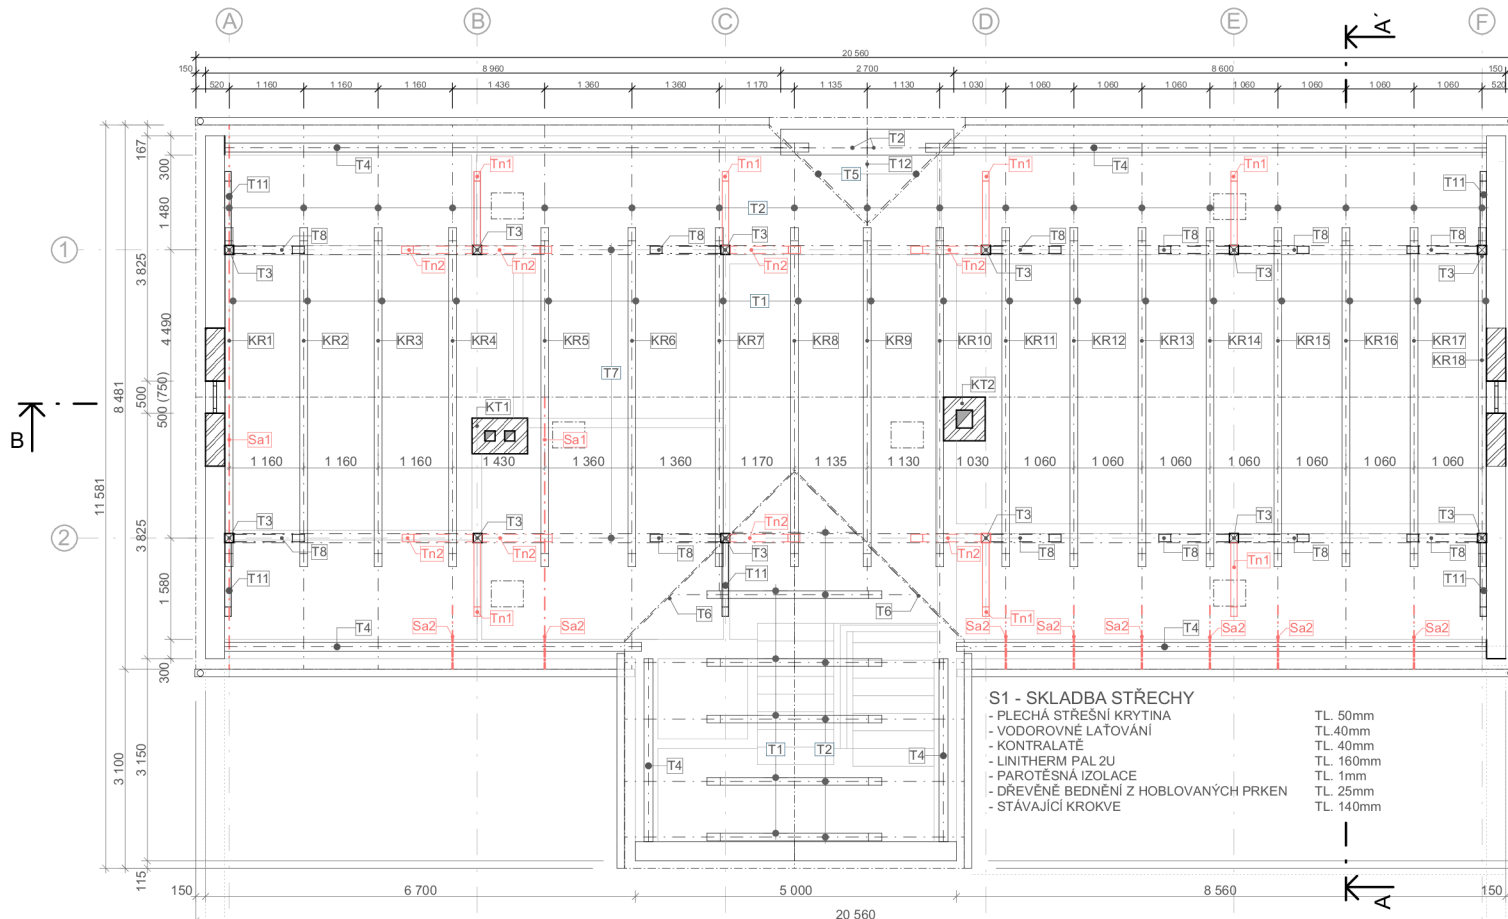 A B C D E F
A´
20 560
150 8 960 2 700 8 600 150
520 1 160 1 160 1 160 1 436 1 360 1 360 1 170 1 135 1 130 1 030 1 060 1 060 1 060 1 060 1 060 1 060 1 060 520
167
T4 T2 T4
300 Tn1 Tn1 T12 Tn1 Tn1
T11 T5 T11
1 480 T2
T8 T3 T8 T3 T8 T8 T8 T8
1
T3 Tn2 Tn2 Tn2 Tn2 T3 T3 T3
3 825
T1
4 490
KR1 KR2 KR3 KR4 KR5 KR6 KR7 KR8 KR9 KR10 KR11 KR12 KR13 KR14 KR15 KR16 KR17
KR18
T7
8 481 500 500 (750)
KT1 KT2
B
Sa1 Sa1
1 160 1 160 1 160 1 430 1 360 1 360 1 170 1 135 1 130 1 030 1 060 1 060 1 060 1 060 1 060 1 060 1 060
11 581
T3 T3 Tn2 T3 T3 T3
2
3 825
T8 Tn2 Tn2 T8 T3 Tn2 T8 T8 T8 T8
Tn1
T11 T11 T11
1 580
Tn1 T6 T6 Tn1
T4 Sa2 Sa2 Sa2 Sa2 Sa2 T4 Sa2 Sa2 Sa2
300
S1 - SKLADBA STŘECHY
- PLECHÁ STŘEŠNÍ KRYTINA TL. 50mm
- VODOROVNÉ LAŤOVÁNÍ TL.40mm
- KONTRALATĚ TL. 40mm
- LINITHERM PAL 2U TL. 160mm
- PAROTĚSNÁ IZOLACE TL. 1mm
- DŘEVĚNĚ BEDNĚNÍ Z HOBLOVANÝCH PRKEN TL. 25mm
- STÁVAJÍCÍ KROKVE TL. 140mm
3 100 3 150
T4 T1 T2 T4
115
150 6 700 5 000 8 560 150
A
20 560